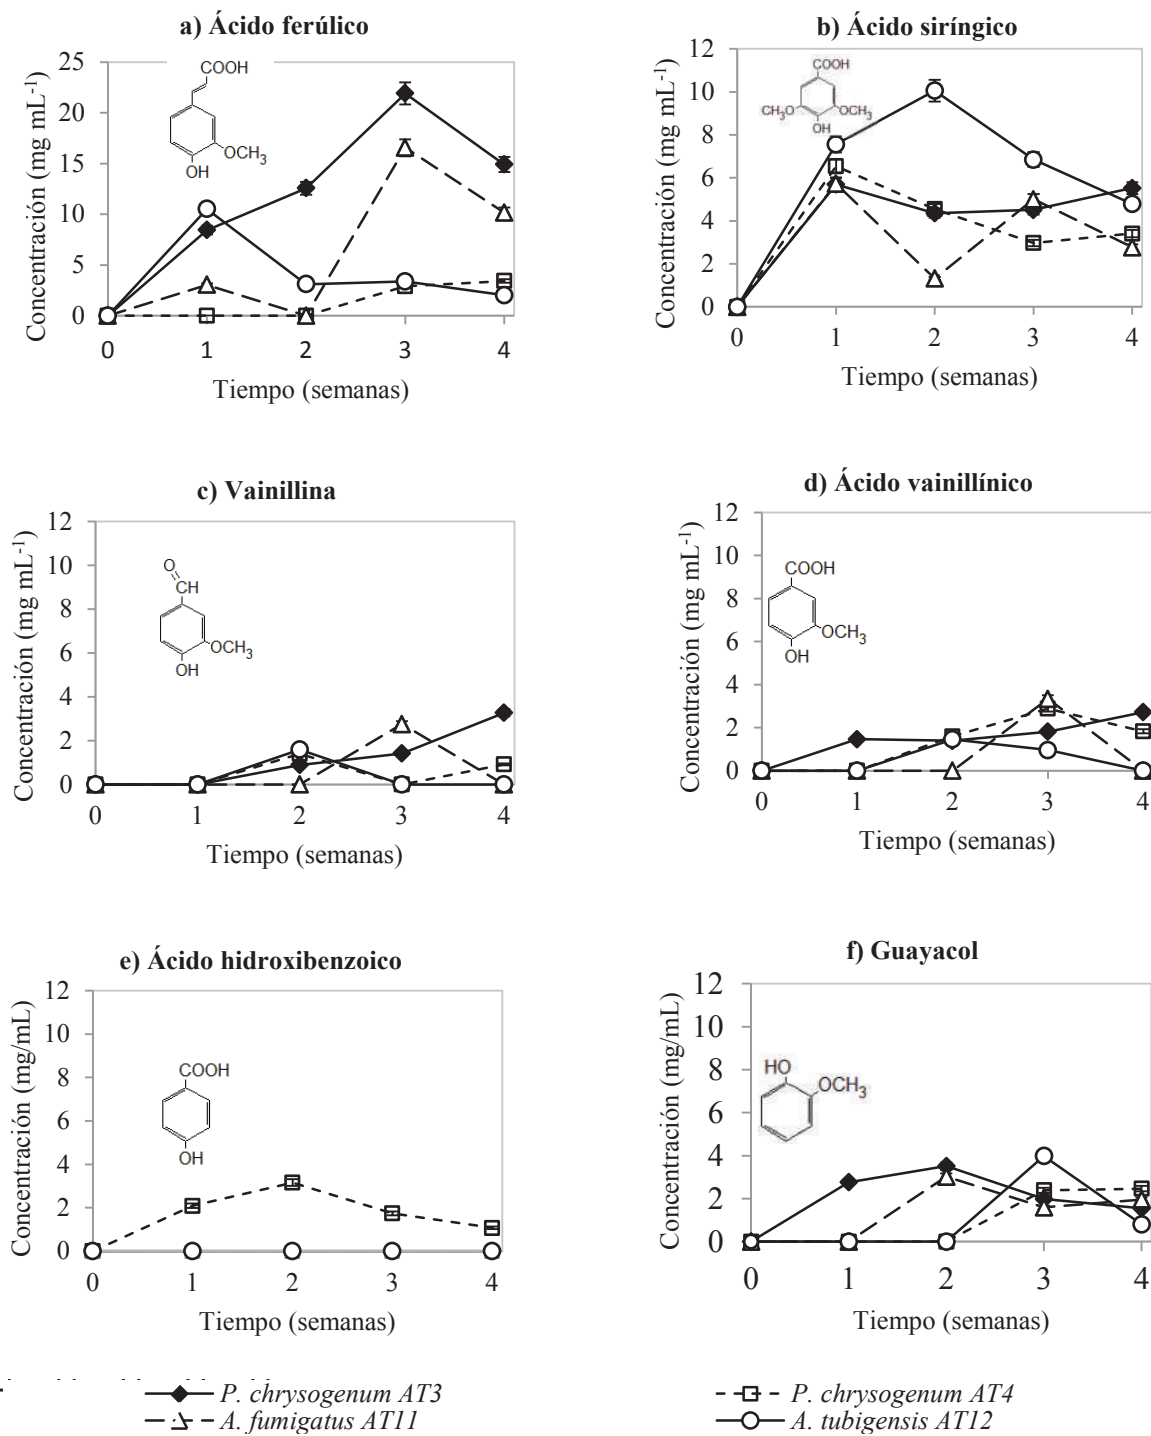 a) Ácido ferúlico
Concentración (mg mL-1)
25
20
15
10
5
0
COOH
OCH3
OH
0 1 2 3 4
Tiempo (semanas)
b) Ácido siríngico
Concentración (mg mL-1)
12
10
8
6
4
2
0
COOH
CH3O OCH3
OH
0 1 2 3 4
Tiempo (semanas)
c) Vainillina
Concentración (mg mL-1)
12
10
8
6
4
2
0
O
CH
OCH3
OH
0 1 2 3 4
Tiempo (semanas)
d) Ácido vainillínico
Concentración (mg mL-1)
12
10
8
6
4
2
0
COOH
OCH3
OH
0 1 2 3 4
Tiempo (semanas)
e) Ácido hidroxibenzoico
Concentración (mg/mL)
12
10
8
6
4
2
0
COOH
OH
0 1 2 3 4
Tiempo (semanas)
f) Guayacol
Concentración (mg/mL)
12
10
8
6
4
2
0
HO
OCH3
0 1 2 3 4
Tiempo (semanas)
P. chrysogenum AT3
P. chrysogenum AT4
A. fumigatus AT11
A. tubigensis AT12